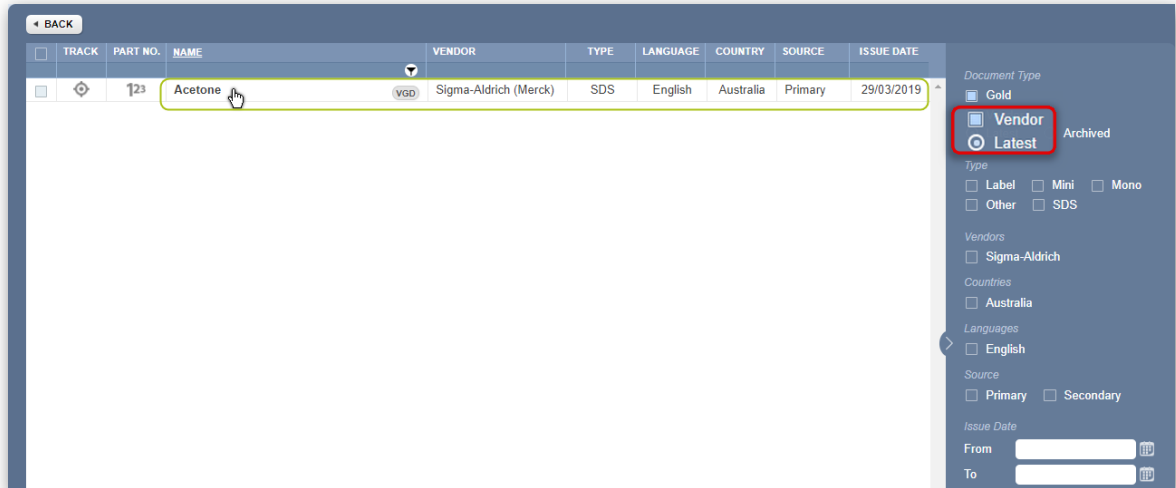 BACK
TRACK PART NO. NAME VENDOR TYPE LANGUAGE COUNTRY SOURCE ISSUE DATE
123 Acetone VGD Sigma-Aldrich (Merck) SDS English Australia Primary 29/03/2019
Document Type
Gold
Vendor
Latest Archived
Type
Label Mini Mono
Other SDS
Vendors
Sigma-Aldrich
Countries
Australia
Languages
English
Source
Primary Secondary
Issue Date
From
To